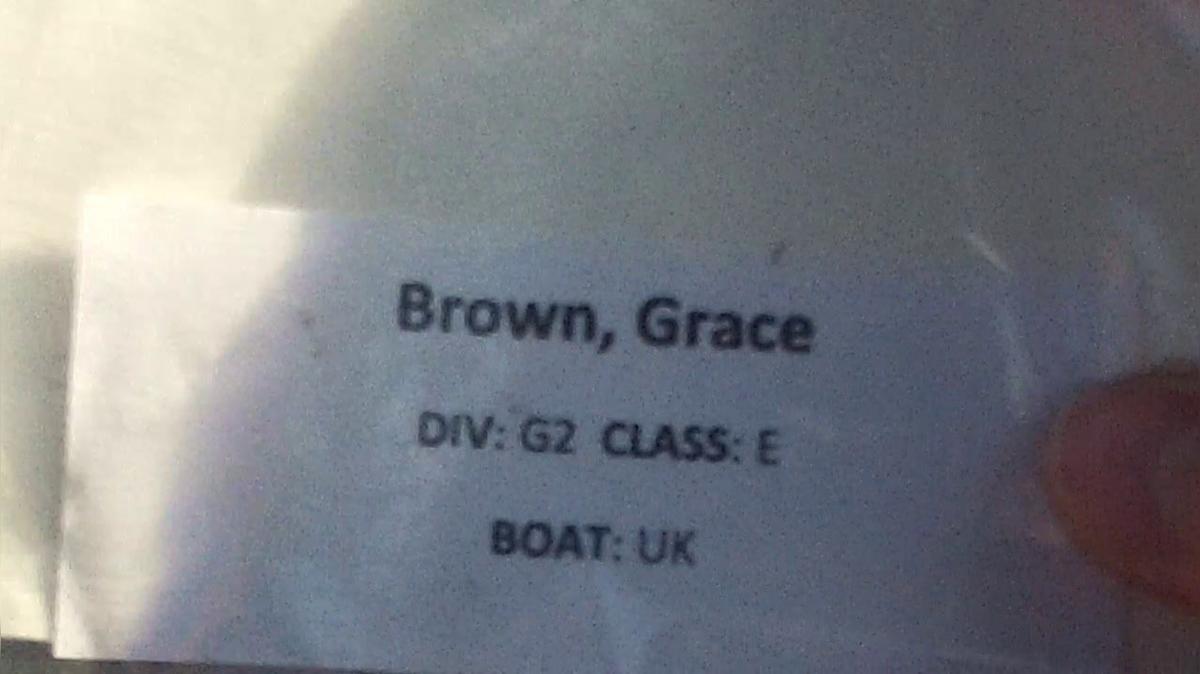 Brown, Grace
DIV: G2 CLASS: E
BOAT: UK